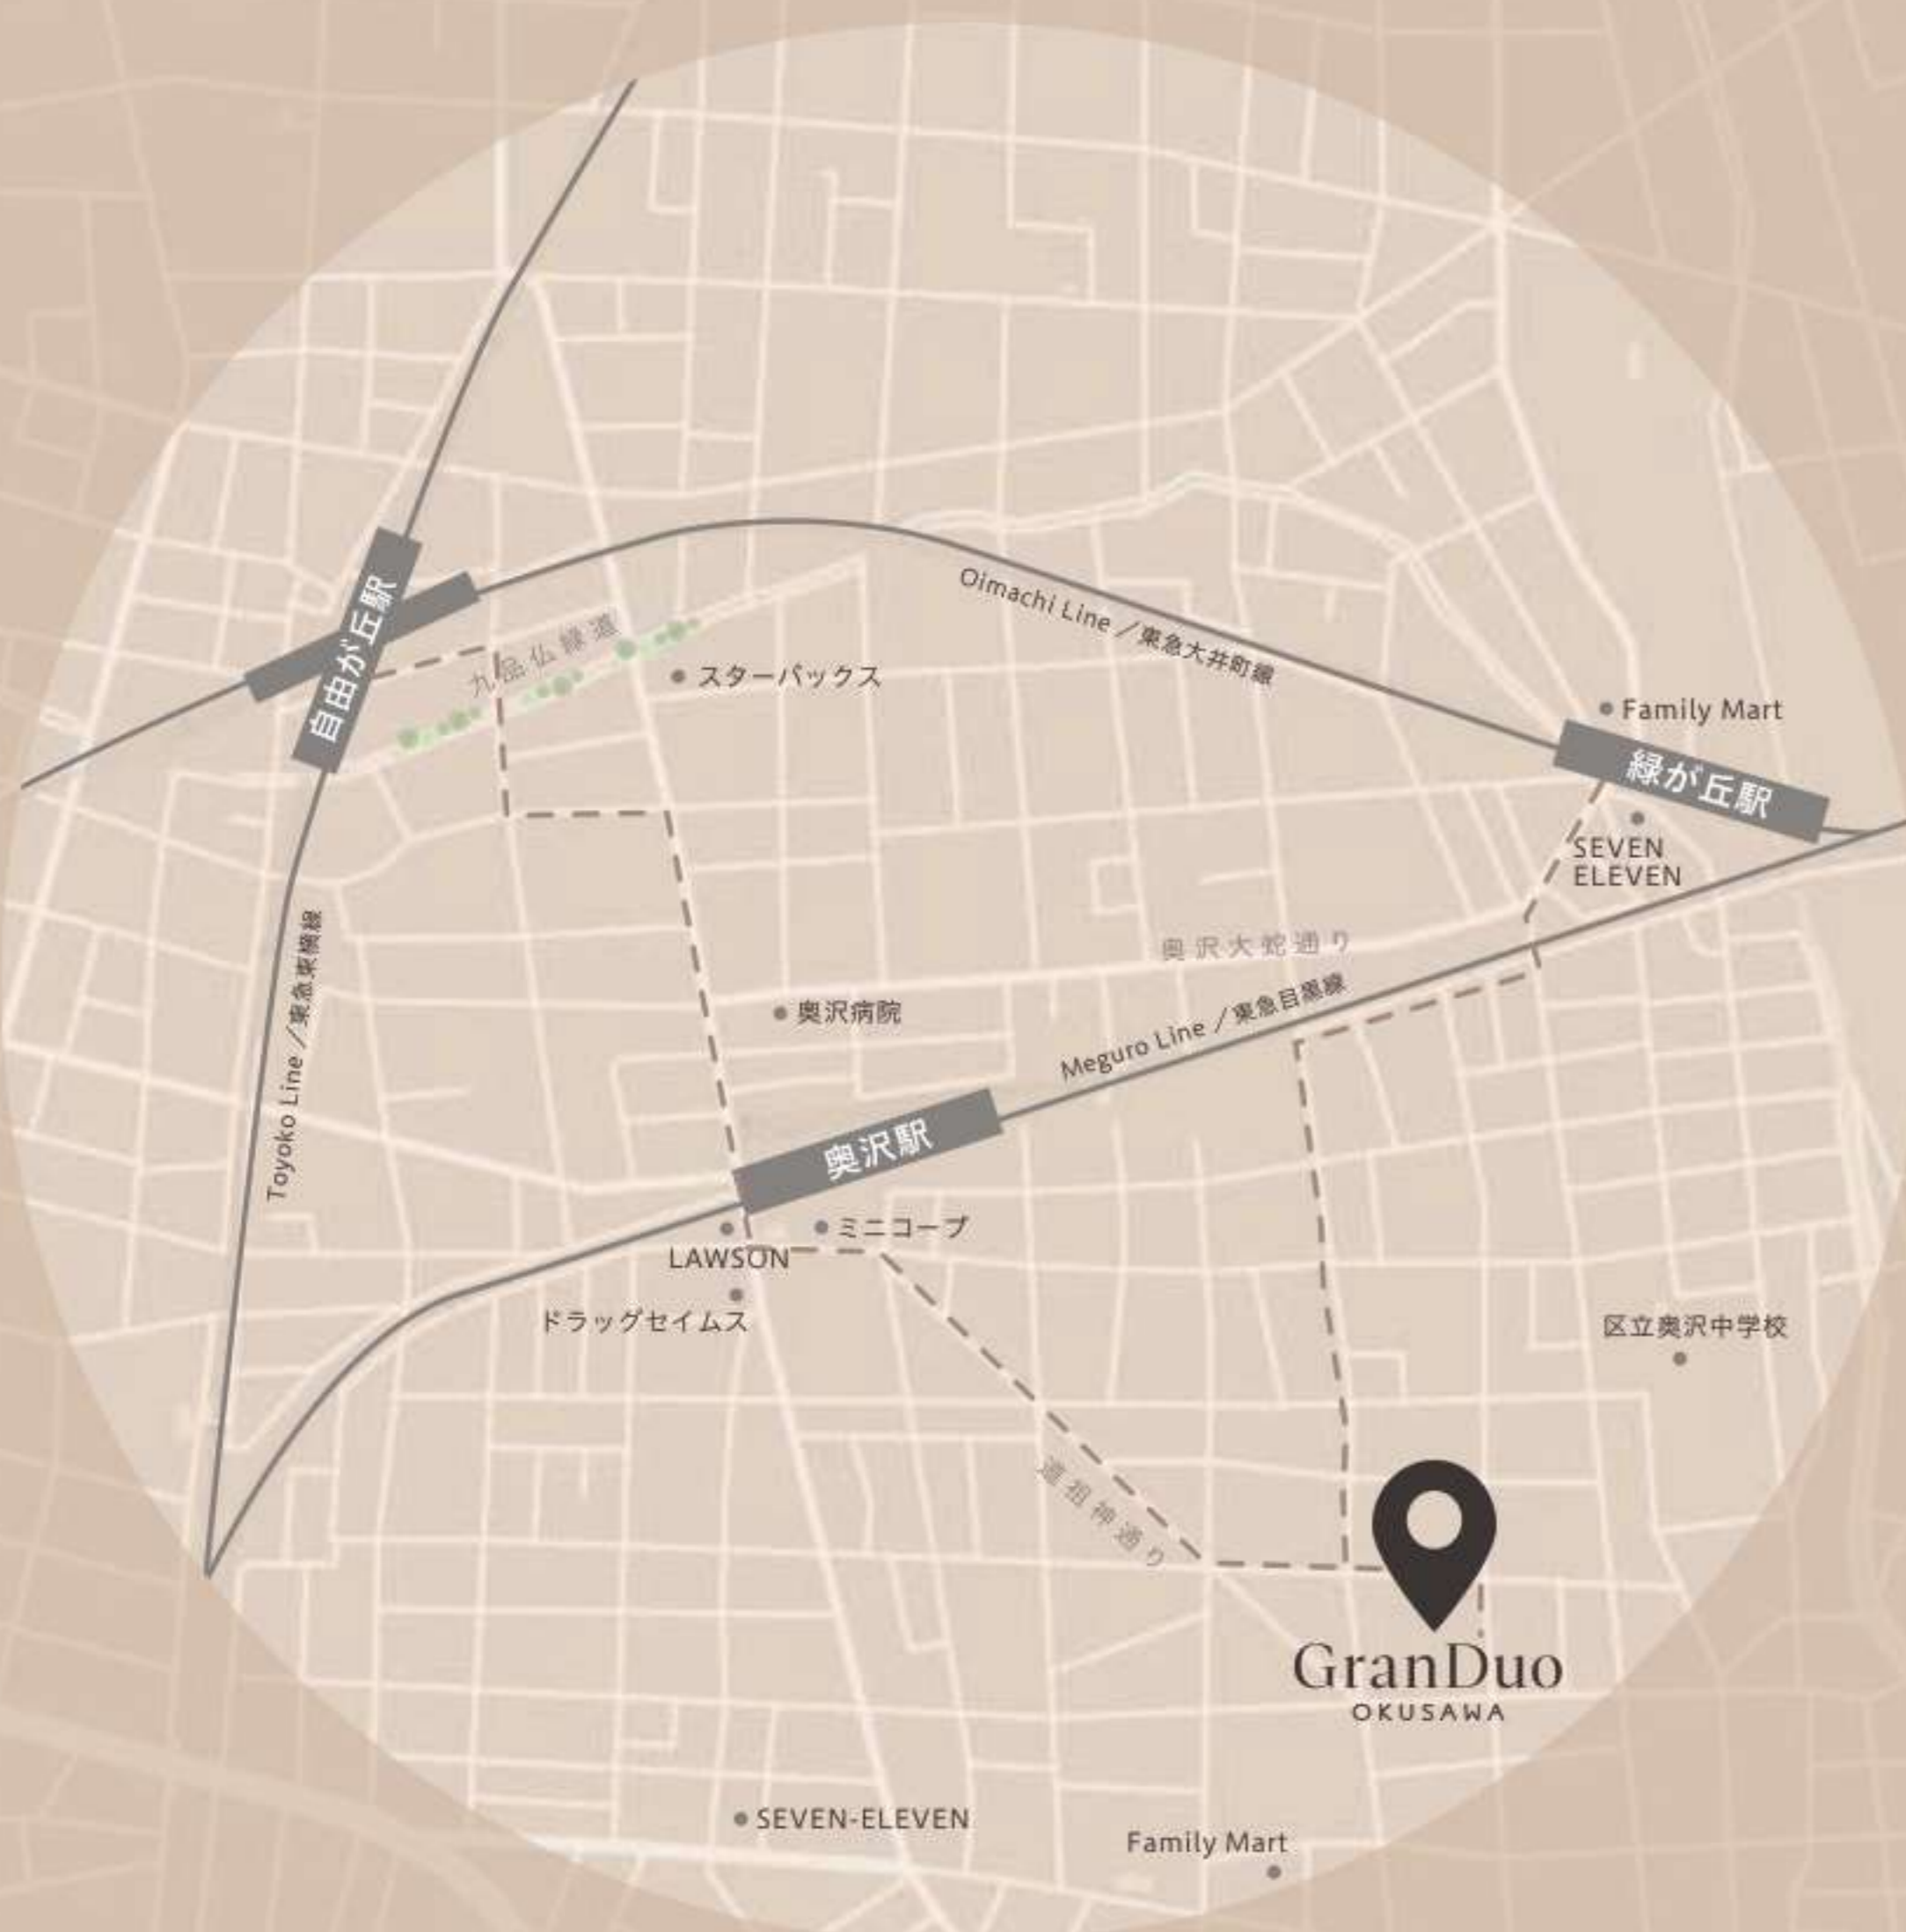 Oimachi Line／東急大井町線
自由が丘駅
九品仏緑道
スターバックス
Family Mart
緑が丘駅
SEVEN
ELEVEN
奥沢大蛇通り
Toyoko Line／東急東横線
奥沢病院
Meguro Line／東急目黒線
奥沢駅
ミニコープ
LAWSON
ドラッグセイムス
区立奥沢中学校
道祖神通り
GranDuo
OKUSAWA
SEVEN-ELEVEN
Family Mart